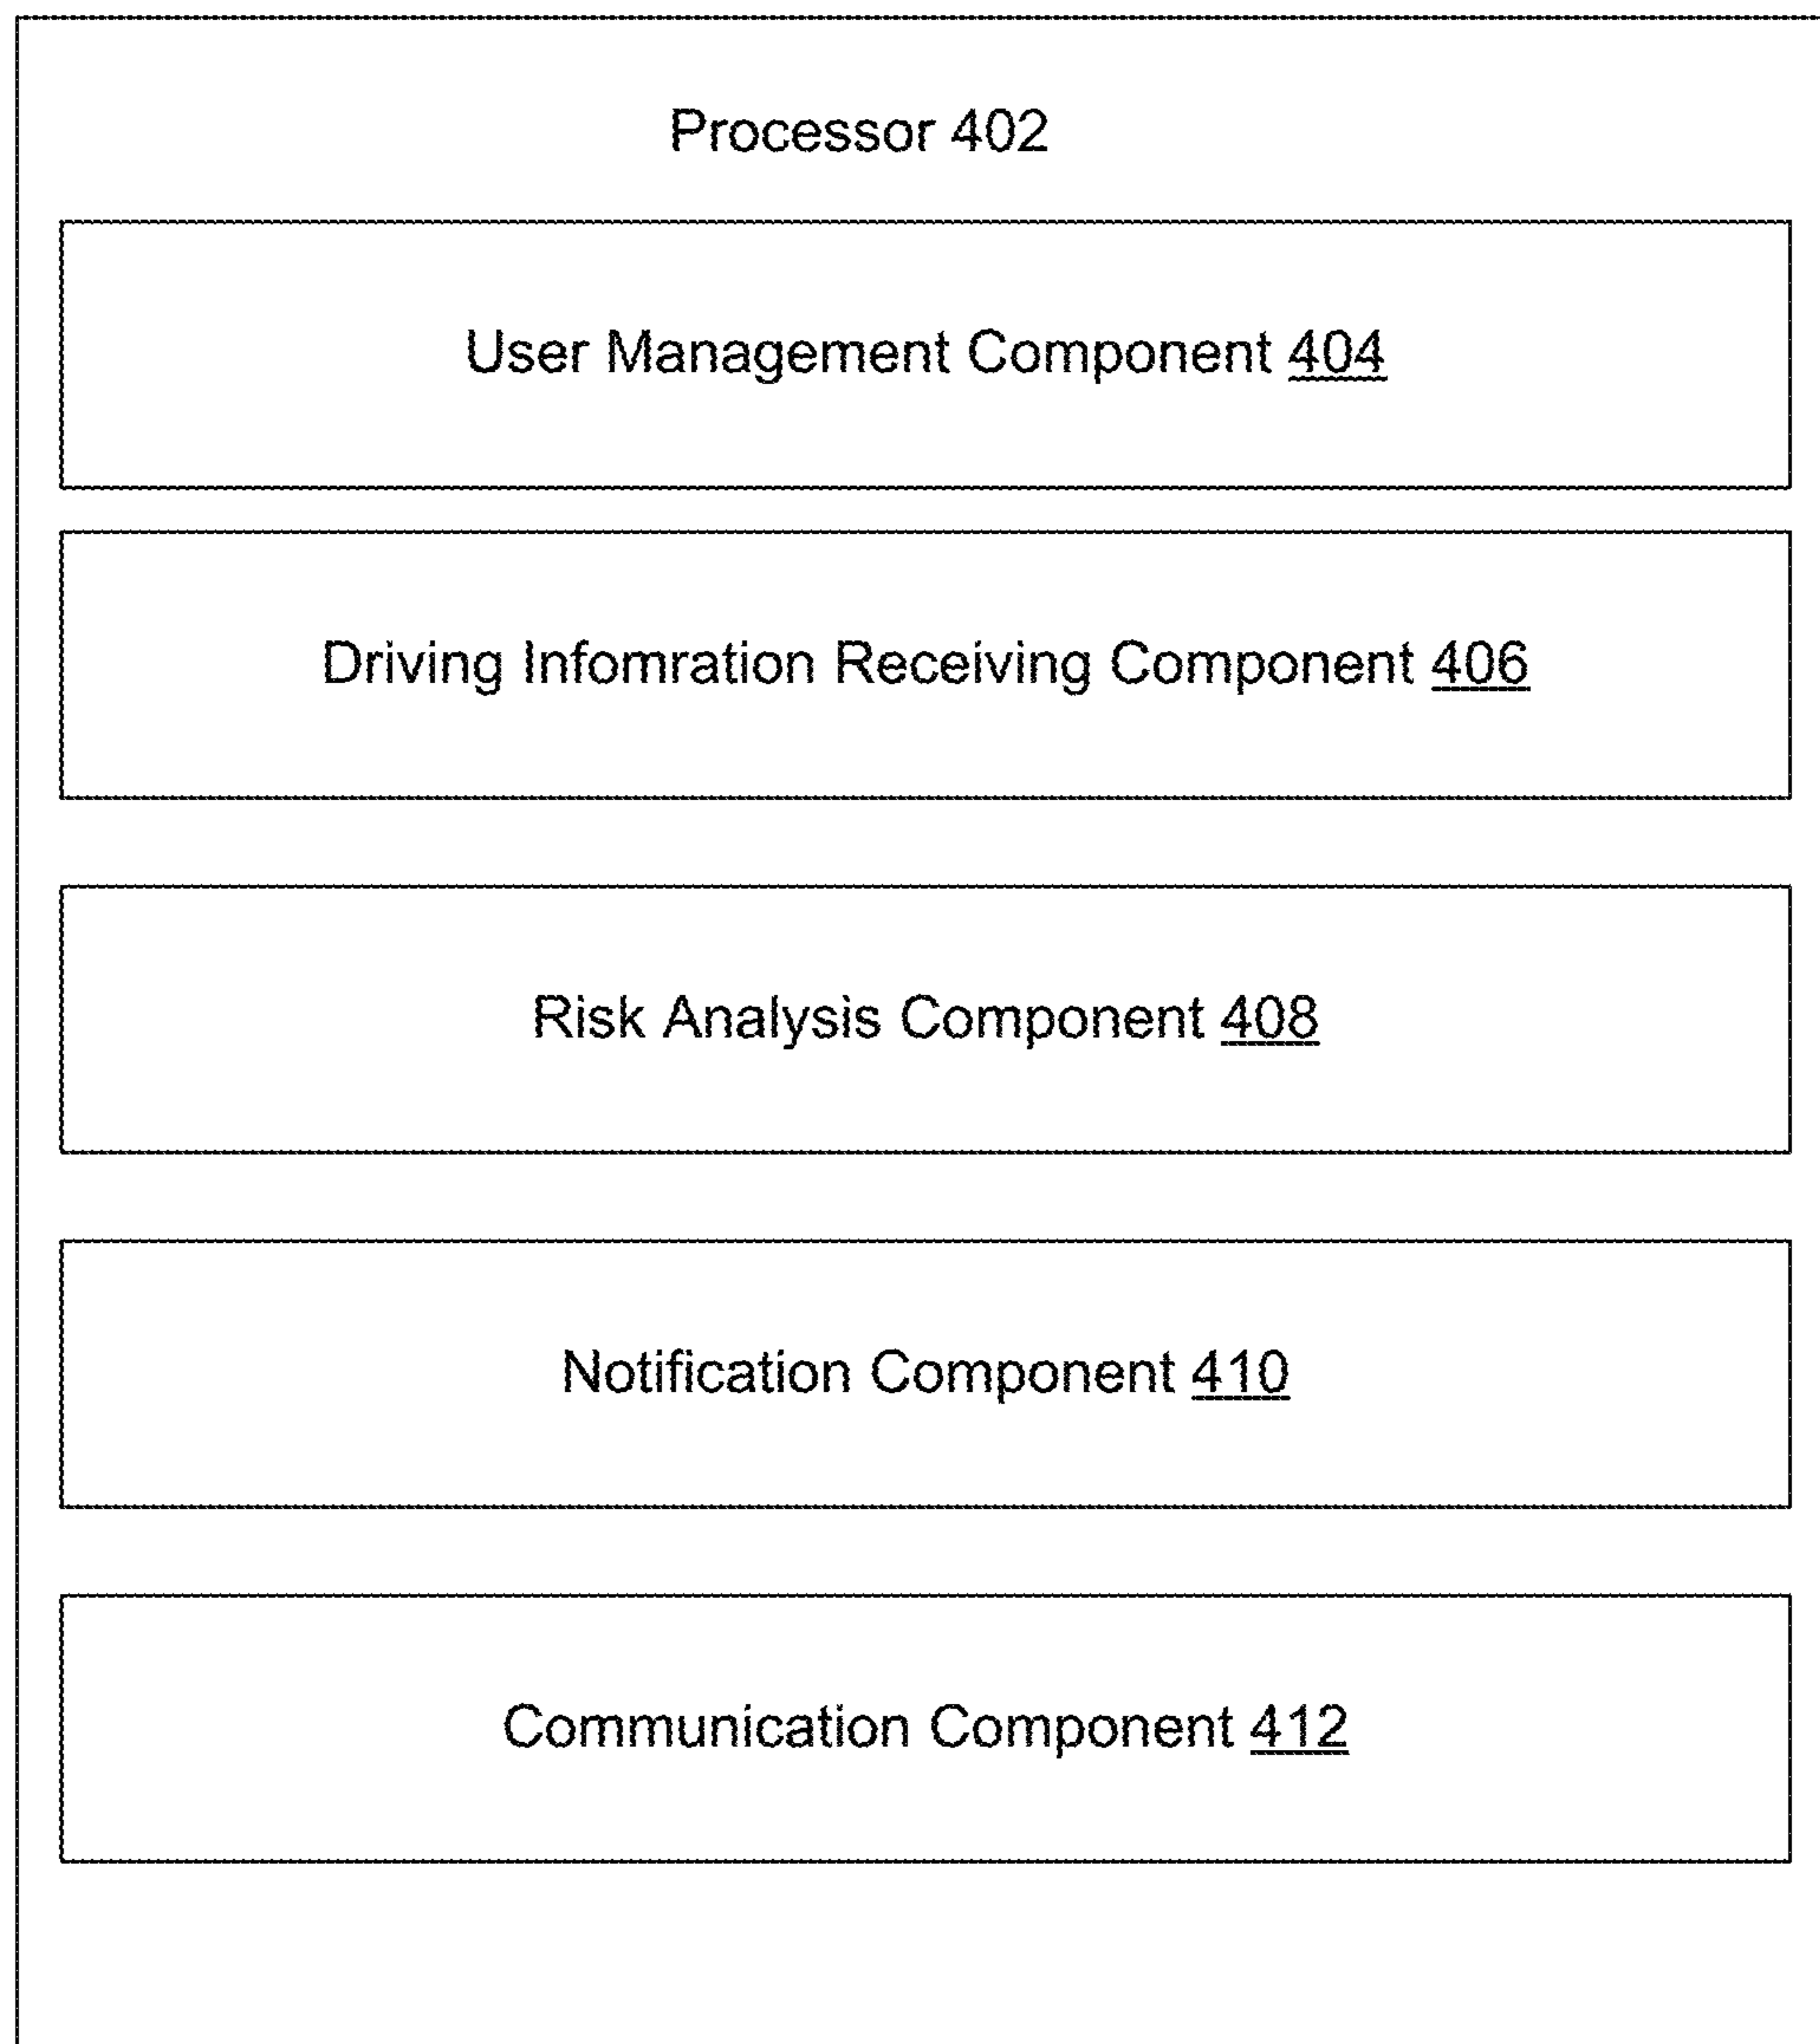 Processor 402
User Management Component 404
Driving Infomration Receiving Component 406
Risk Analysis Component 408
Notification Component 410
Communication Component 412